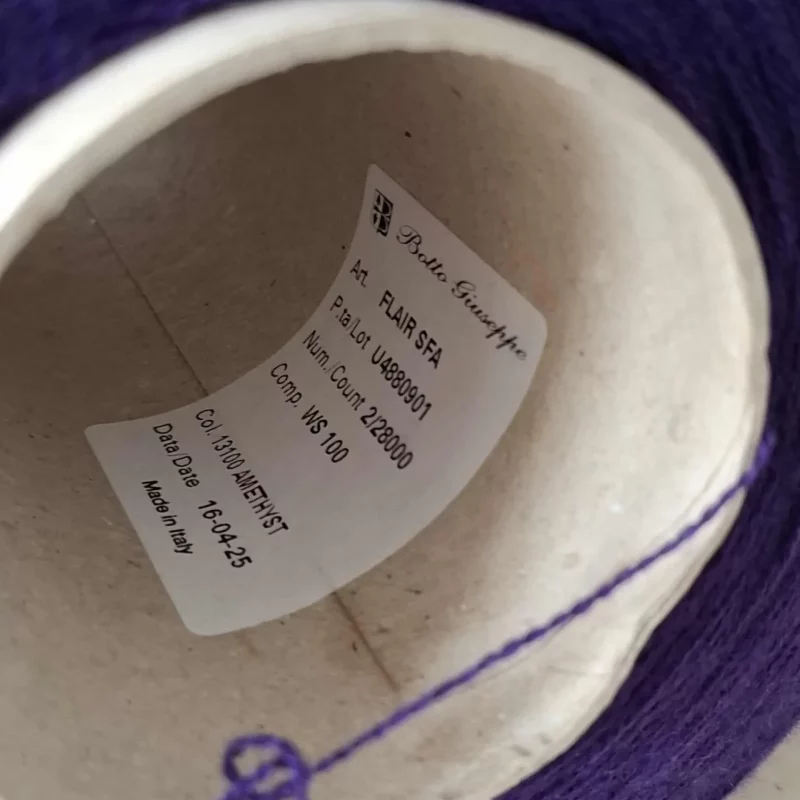 Botto Giuseppe
Art. FLAIR SFA
P.ta/Lot U4880901
Num./Count 2/28000
Comp. WS 100
Col. 13100 AMETHYST
Data/Date 16-04-25
Made in Italy